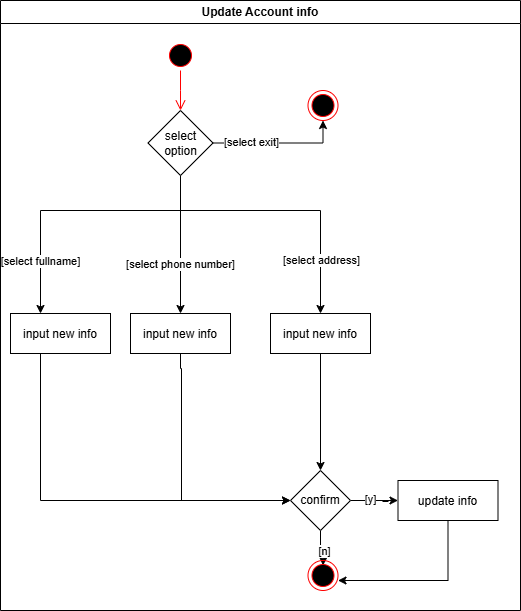 Update Account info
select
option
[select exit]
[select fullname]
[select phone number]
[select address]
input new info
input new info
input new info
confirm
[y]
update info
[n]